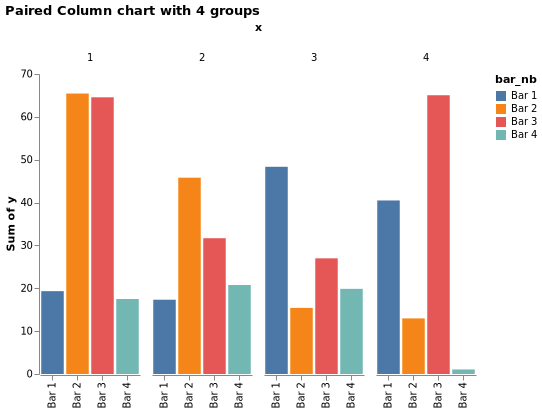 Paired Column chart with 4 groups
x
1 2 3 4
bar_nb
Bar 1
Bar 2
Bar 3
Bar 4
Sum of y
70
60
50
40
30
20
10
0
Bar 1 Bar 2 Bar 3 Bar 4 Bar 1 Bar 2 Bar 3 Bar 4 Bar 1 Bar 2 Bar 3 Bar 4 Bar 1 Bar 2 Bar 3 Bar 4